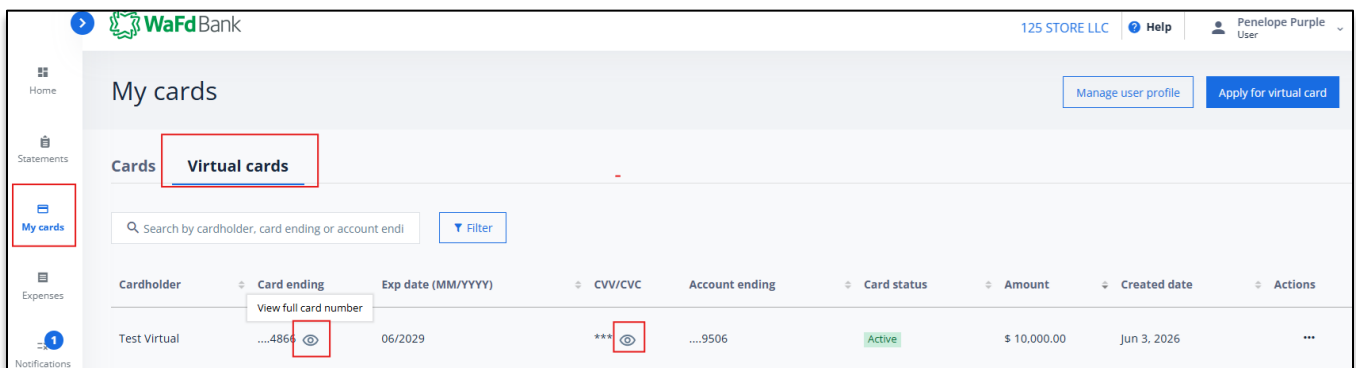 WaFd Bank
125 STORE LLC
Help
Penelope Purple
User
Home
My cards
Manage user profile
Apply for virtual card
Statements
Cards
Virtual cards
My cards
Search by cardholder, card ending or account endi
Filter
Expenses
Cardholder Card ending Exp date (MM/YYYY) CVV/CVC Account ending Card status Amount Created date Actions
View full card number
Test Virtual ....4866 06/2029 *** ....9506 Active $ 10,000.00 Jun 3, 2026 ...
1
Notifications